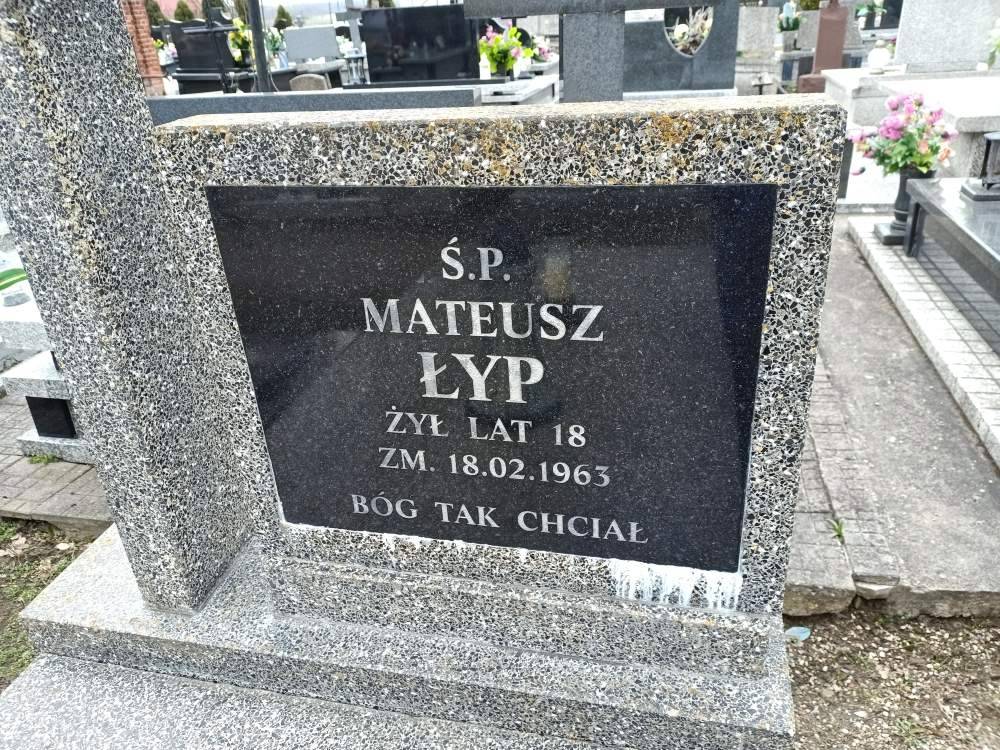 Ś.P.
MATEUSZ
ŁYP
ŻYŁ LAT 18
ZM. 18.02.1963
BÓG TAK CHCIAŁ